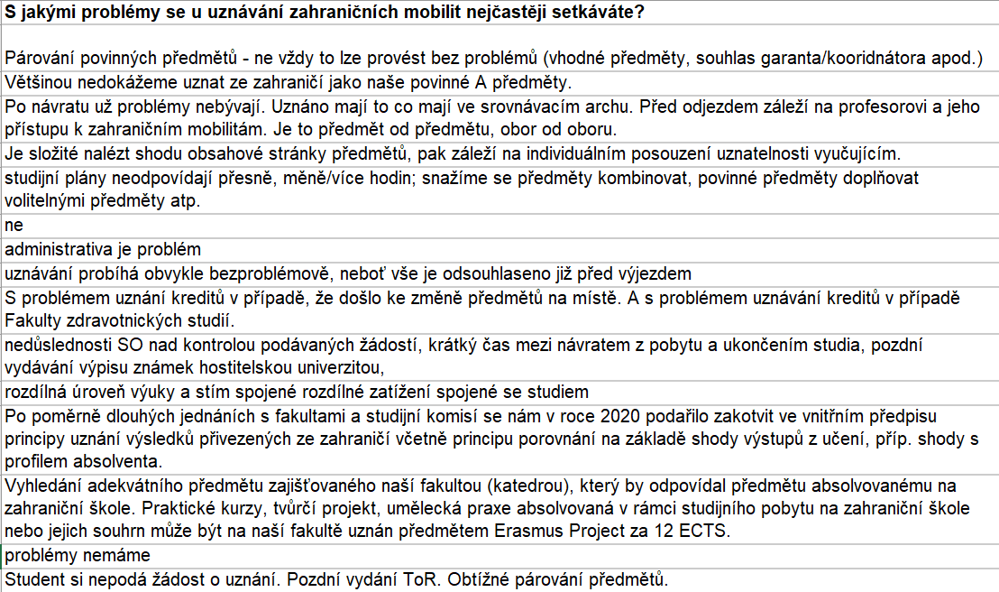 S jakými problémy se u uznávání zahraničních mobilit nejčastěji setkáváte?
Párování povinných předmětů - ne vždy to lze provést bez problémů (vhodné předměty, souhlas garanta/kooridnátora apod.)
Většinou nedokážeme uznat ze zahraničí jako naše povinné A předměty.
Po návratu už problémy nebývají. Uznáno mají to co mají ve srovnávacím archu. Před odjezdem záleží na profesorovi a jeho
přístupu k zahraničním mobilitám. Je to předmět od předmětu, obor od oboru.
Je složité nalézt shodu obsahové stránky předmětů, pak záleží na individuálním posouzení uznatelnosti vyučujícím.
studijní plány neodpovídají přesně, méně/více hodin; snažíme se předměty kombinovat, povinné předměty doplňovat
volitelnými předměty atp.
ne
administrativa je problém
uznávání probíhá obvykle bezproblémově, neboť vše je odsouhlaseno již před výjezdem
S problémem uznání kreditů v případě, že došlo ke změně předmětů na místě. A s problémem uznávání kreditů v případě
Fakulty zdravotnických studií.
nedůslednosti SO nad kontrolou podávaných žádostí, krátký čas mezi návratem z pobytu a ukončením studia, pozdní
vydávání výpisu známek hostitelskou univerzitou,
rozdílná úroveň výuky a stím spojené rozdílné zatížení spojené se studiem
Po poměrně dlouhých jednáních s fakultami a studijní komisí se nám v roce 2020 podařilo zakotvit ve vnitřním předpisu
principy uznání výsledků přivezených ze zahraničí včetně principu porovnání na základě shody výstupů z učení, příp. shody s
profilem absolventa.
Vyhledání adekvátního předmětu zajišťovaného naší fakultou (katedrou), který by odpovídal předmětu absolvovanému na
zahraniční škole. Praktické kurzy, tvůrčí projekt, umělecká praxe absolvovaná v rámci studijního pobytu na zahraniční škole
nebo jejich souhrn může být na naší fakultě uznán předmětem Erasmus Project za 12 ECTS.
problémy nemáme
Student si nepodá žádost o uznání. Pozdní vydání ToR. Obtížné párování předmětů.